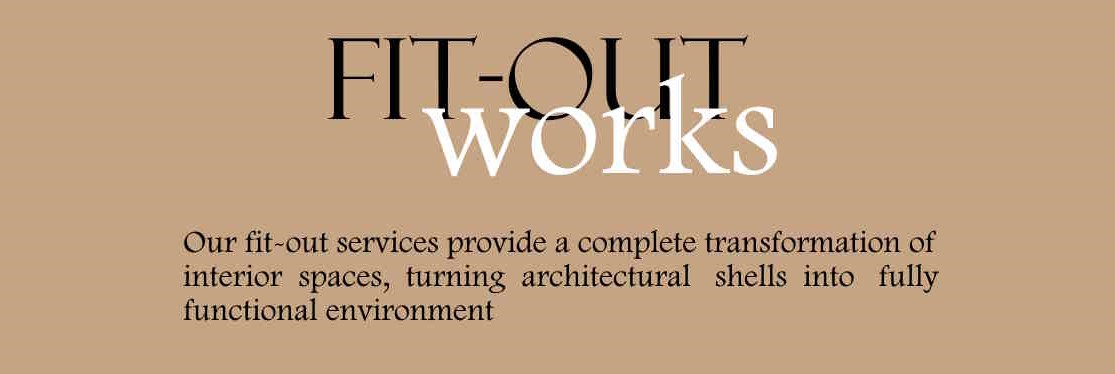 FIT-OUT
works
Our fit-out services provide a complete transformation of
interior spaces, turning architectural shells into fully
functional environment